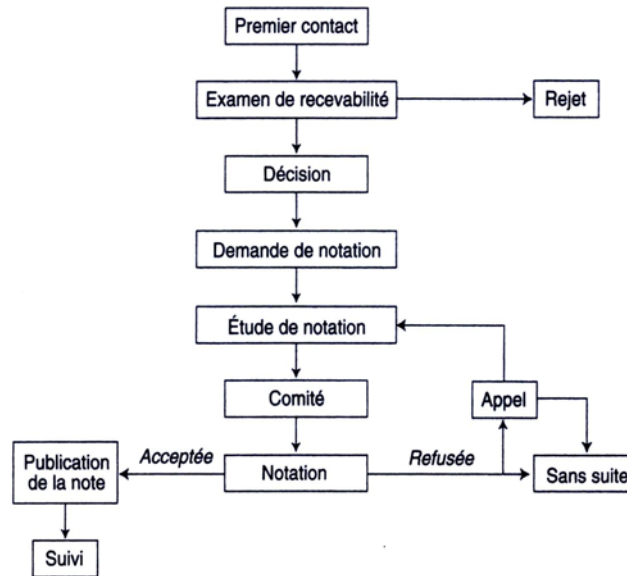 Premier contact
Examen de recevabilité
Rejet
Décision
Demande de notation
Étude de notation
Comité
Appel
Publication
de la note
Acceptée
Notation
Refusée
Sans suite
Suivi